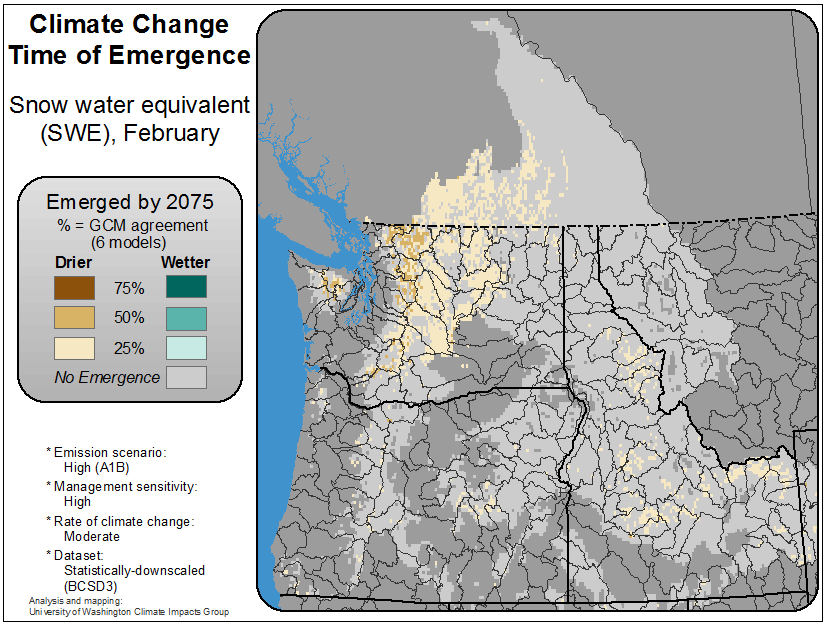 Climate Change
Time of Emergence
Snow water equivalent
(SWE), February
Emerged by 2075
% = GCM agreement
(6 models)
Drier Wetter
75%
50%
25%
No Emergence
* Emission scenario:
High (A1B)
* Management sensitivity:
High
* Rate of climate change:
Moderate
* Dataset:
Statistically-downscaled
(BCSD3)
Analysis and mapping:
University of Washington Climate Impacts Group